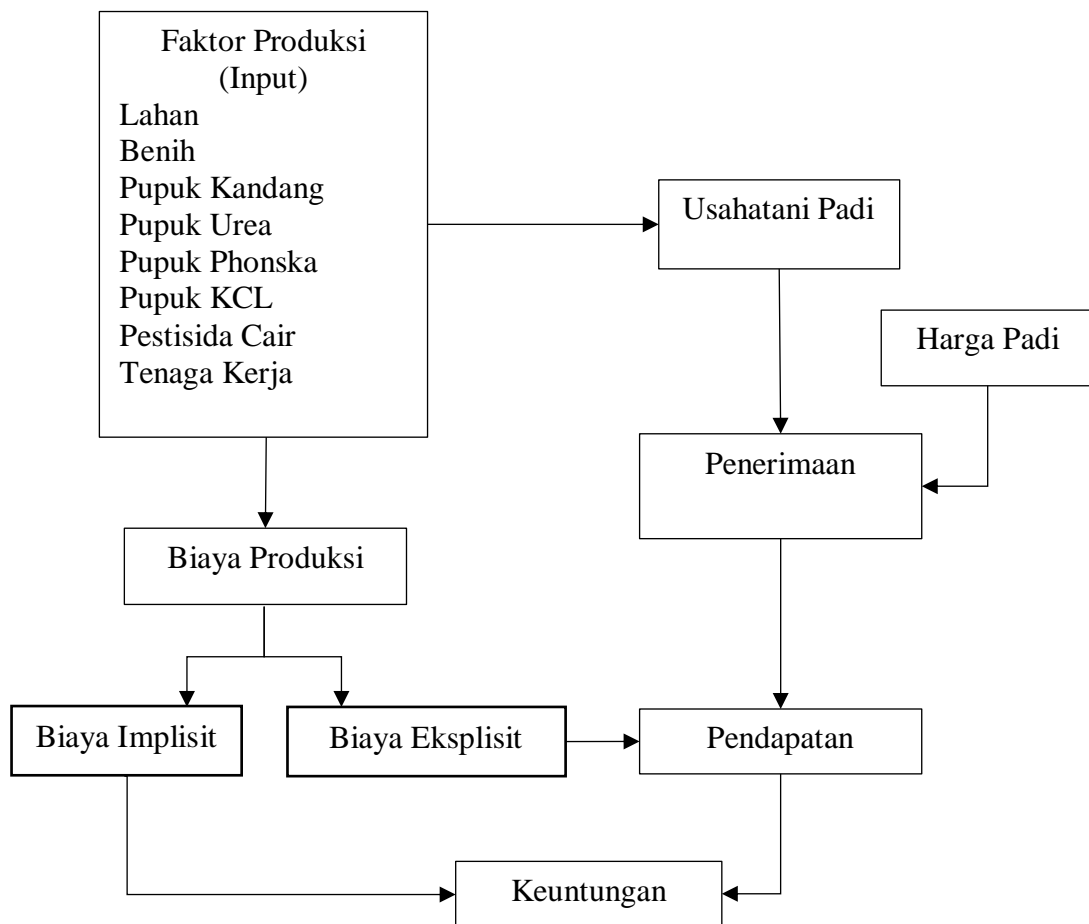 Faktor Produksi
(Input)
Lahan
Benih
Pupuk Kandang
Pupuk Urea
Pupuk Phonska
Pupuk KCL
Pestisida Cair
Tenaga Kerja
Usahatani Padi
Harga Padi
Penerimaan
Biaya Produksi
Biaya Implisit
Biaya Eksplisit
Pendapatan
Keuntungan